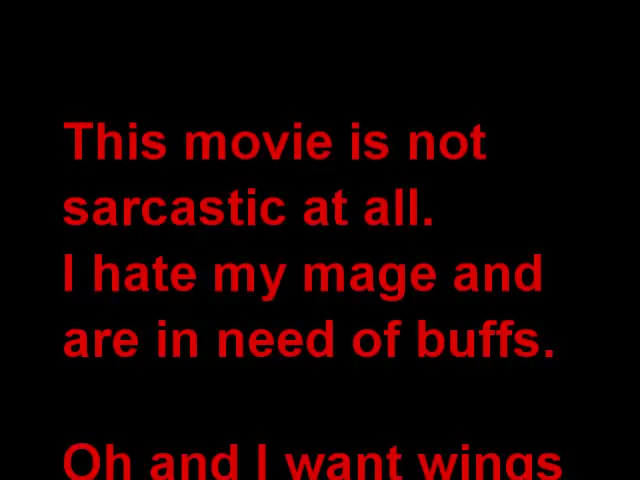 This movie is not
sarcastic at all.
I hate my mage and
are in need of buffs.
Oh and I want wings